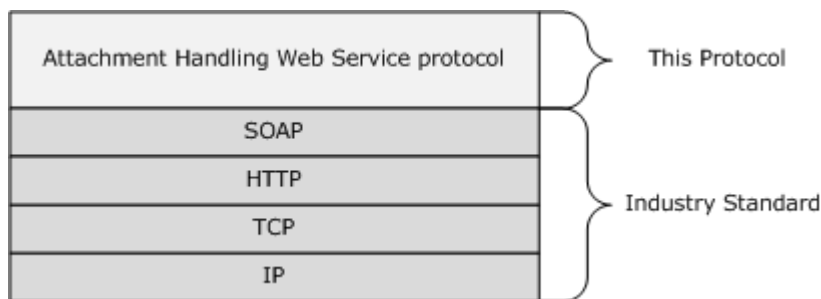 Attachment Handling Web Service protocol
This Protocol
SOAP
HTTP
TCP
IP
Industry Standard